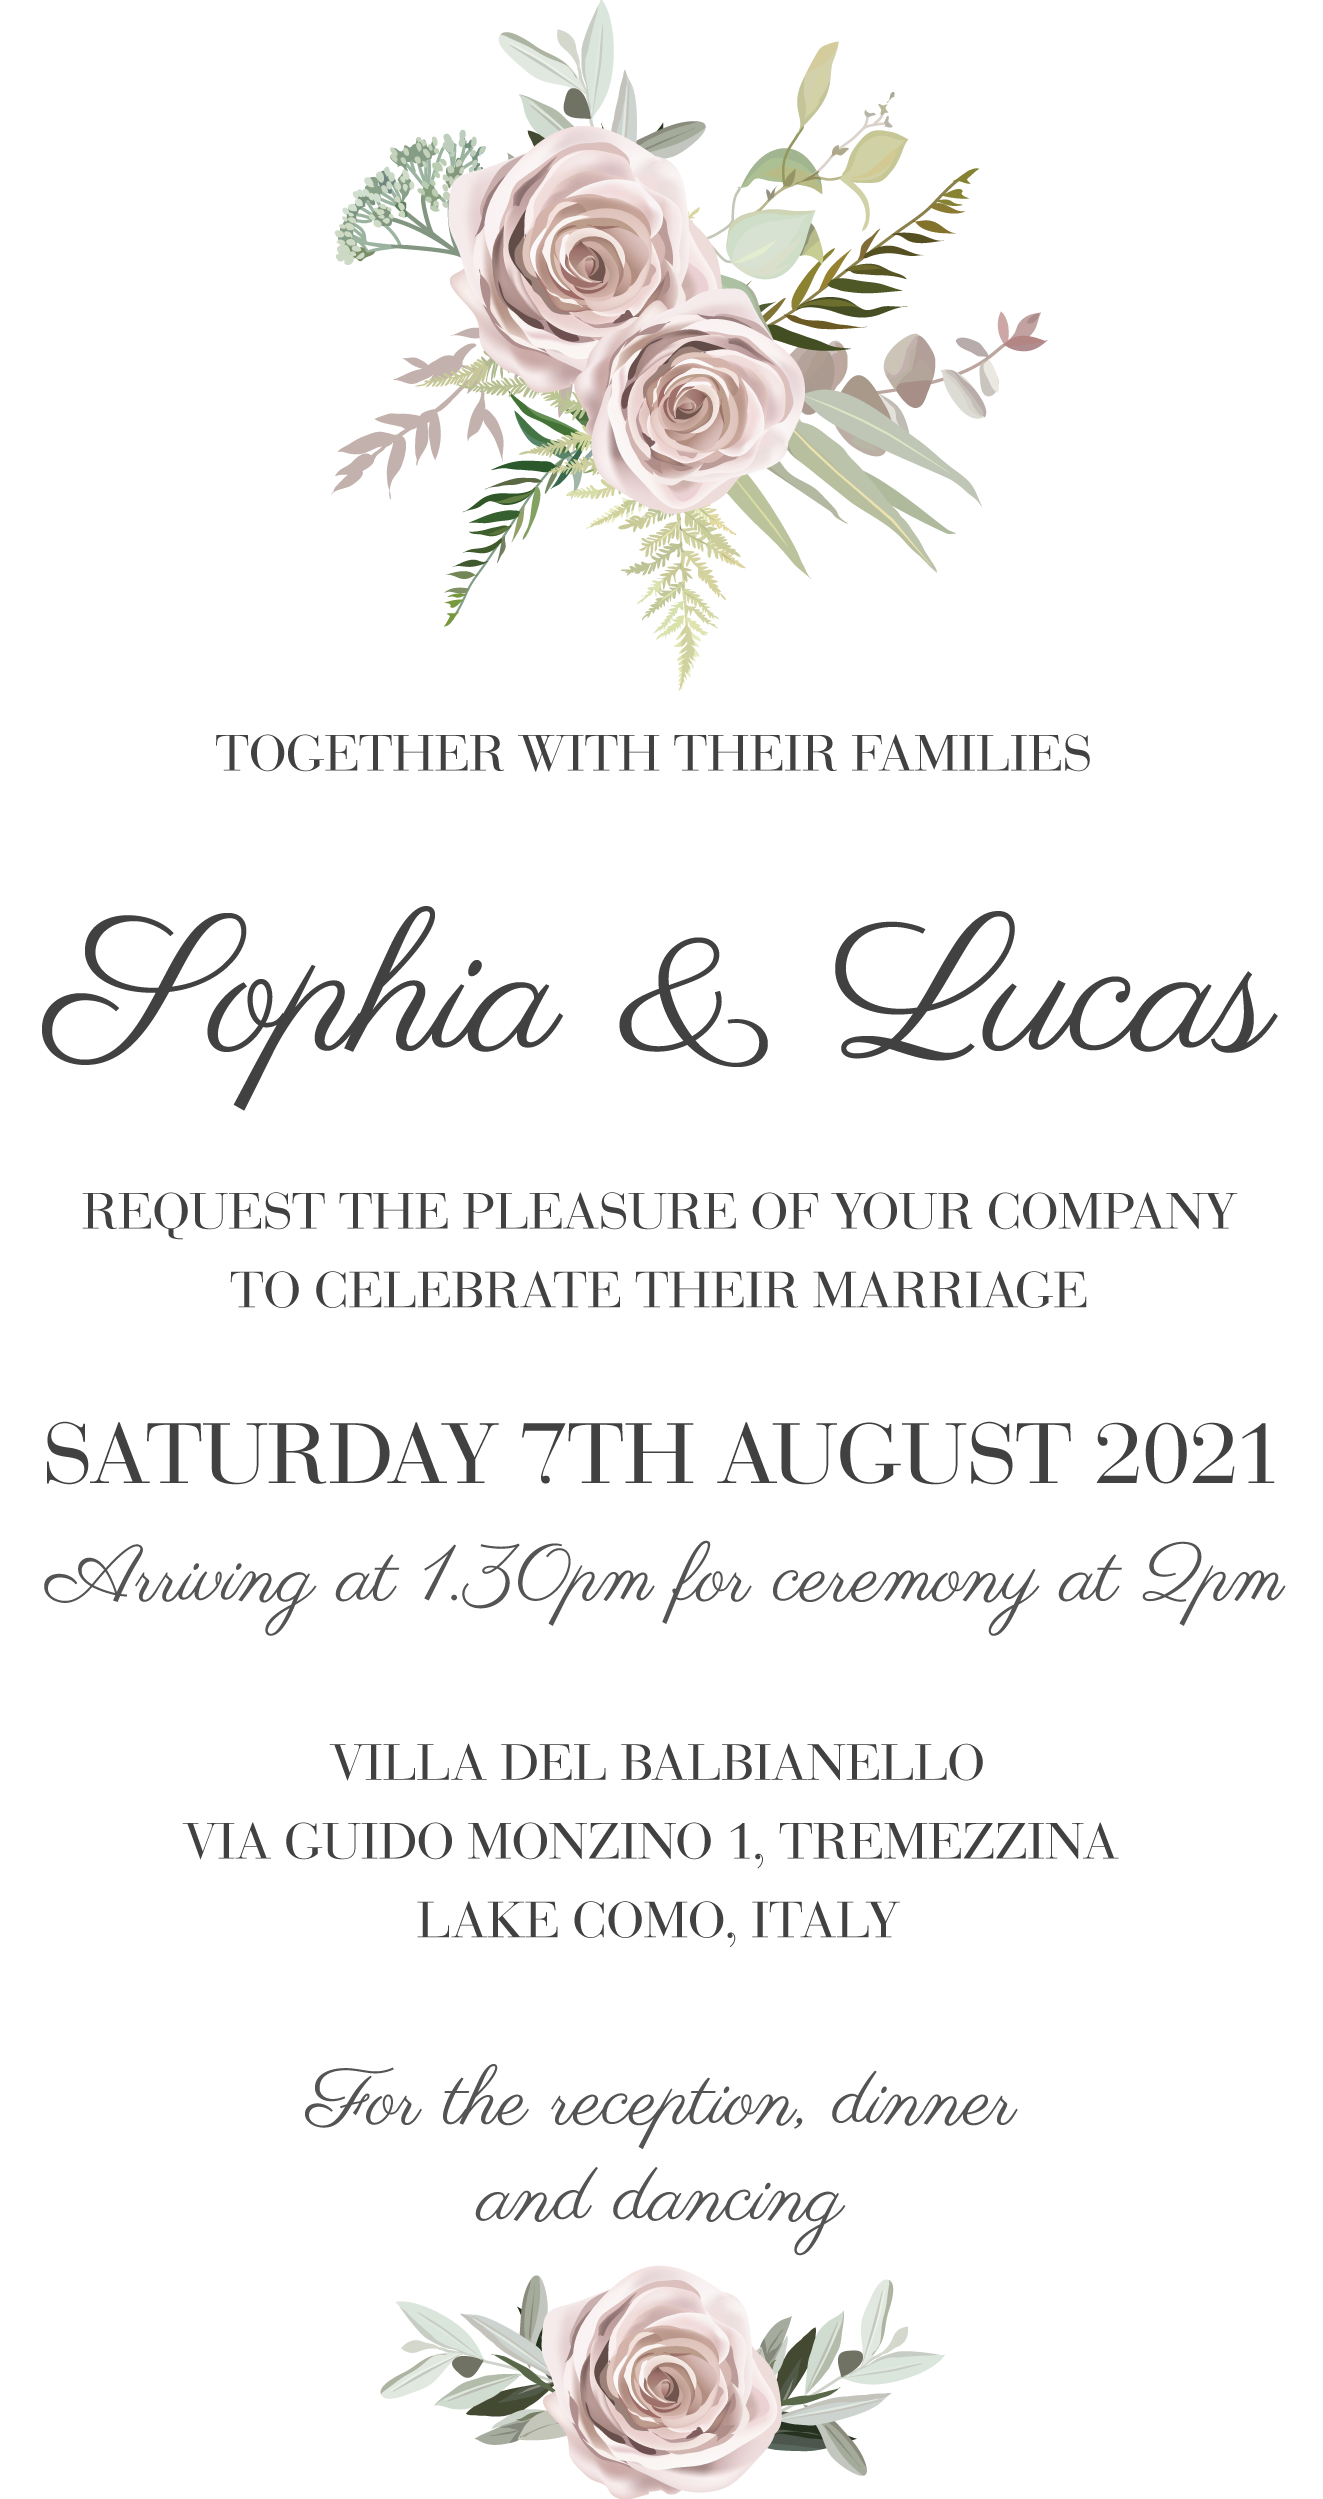 TOGETHER WITH THEIR FAMILIES
Sophia & Lucas
REQUEST THE PLEASURE OF YOUR COMPANY
TO CELEBRATE THEIR MARRIAGE
SATURDAY 7TH AUGUST 2021
Arriving at 1.30pm for ceremony at 2pm
VILLA DEL BALBIANELLO
VIA GUIDO MONZINO 1, TREMEZZINA
LAKE COMO, ITALY
For the reception, dinner
and dancing